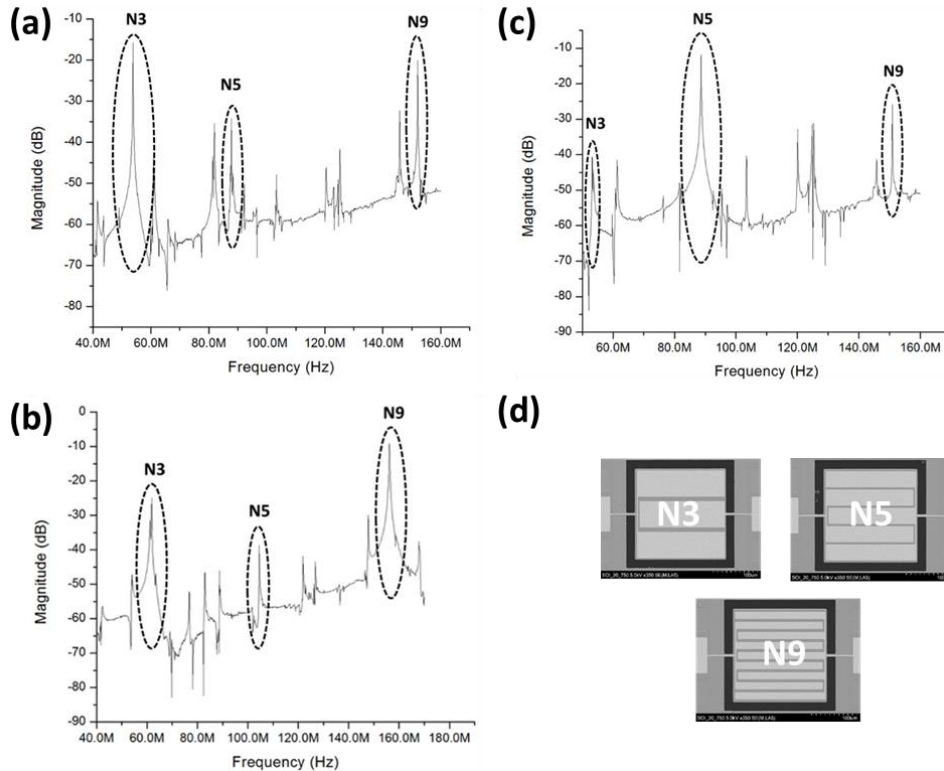 (a)
N3
N5
N9
-10
-20
-30
-40
-50
-60
-70
-80
Magnitude (dB)
40.0M 60.0M 80.0M 100.0M 120.0M 140.0M 160.0M
Frequency (Hz)
(c)
N5
N9
N3
-10
-20
-30
-40
-50
-60
-70
-80
-90
Magnitude (dB)
60.0M 80.0M 100.0M 120.0M 140.0M 160.0M
Frequency (Hz)
(b)
N9
N3
N5
0
-10
-20
-30
-40
-50
-60
-70
-80
-90
Magnitude (dB)
40.0M 60.0M 80.0M 100.0M 120.0M 140.0M 160.0M 180.0M
Frequency (Hz)
(d)
N3
N5
N9